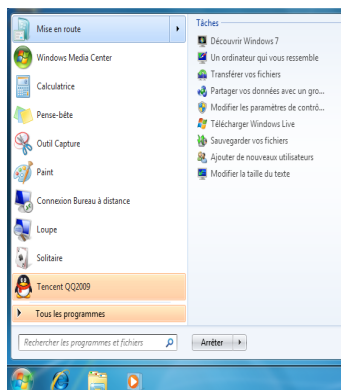 Mise en route
Windows Media Center
Calculatrice
Pense-bête
Outil Capture
Paint
Connexion Bureau à distance
Loupe
Solitaire
Tencent QQ2009
Tous les programmes
Rechercher les programmes et fichiers
Tâches
Découvrir Windows 7
Un ordinateur qui vous ressemble
Transférer vos fichiers
Partager vos données avec un gro...
Modifier les paramètres de contrô...
Télécharger Windows Live
Sauvegarder vos fichiers
Ajouter de nouveaux utilisateurs
Modifier la taille du texte
Arrêter